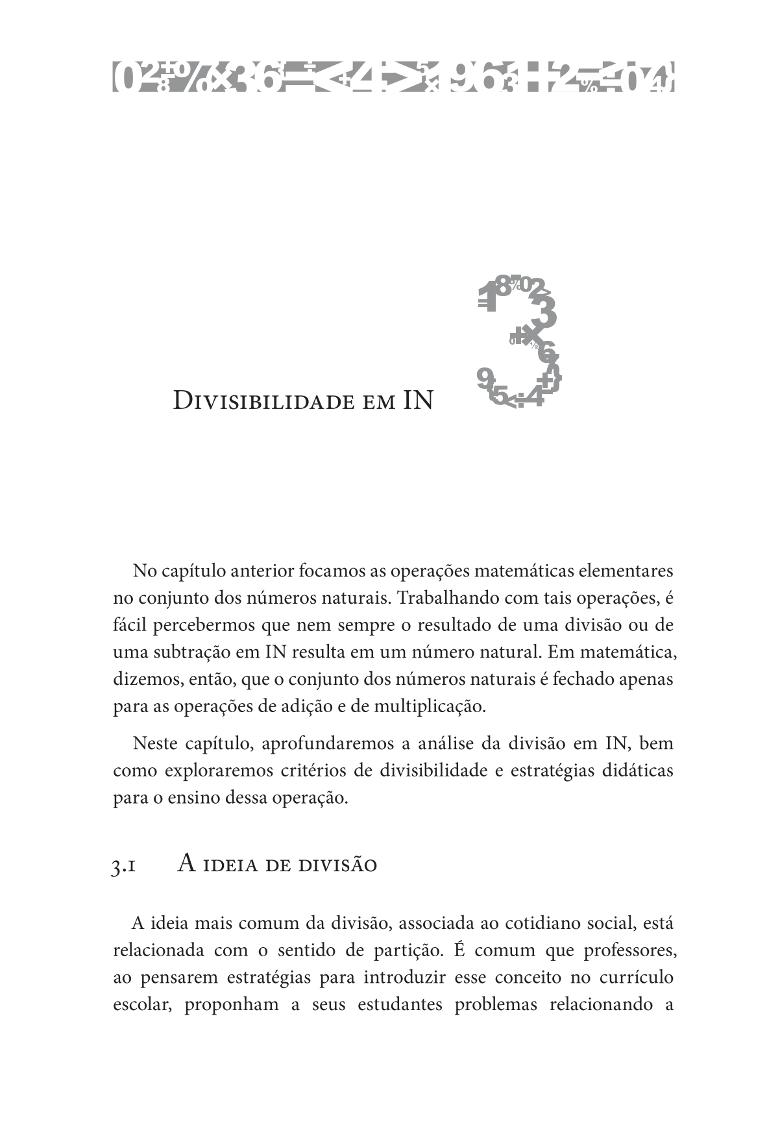 3
Divisibilidade em IN
No capítulo anterior focamos as operações matemáticas elementares
no conjunto dos números naturais. Trabalhando com tais operações, é
fácil percebermos que nem sempre o resultado de uma divisão ou de
uma subtração em IN resulta em um número natural. Em matemática,
dizemos, então, que o conjunto dos números naturais é fechado apenas
para as operações de adição e de multiplicação.
Neste capítulo, aprofundaremos a análise da divisão em IN, bem
como exploraremos critérios de divisibilidade e estratégias didáticas
para o ensino dessa operação.
3.1 A ideia de divisão
A ideia mais comum da divisão, associada ao cotidiano social, está
relacionada com o sentido de partição. É comum que professores,
ao pensarem estratégias para introduzir esse conceito no currículo
escolar, proponham a seus estudantes problemas relacionando a